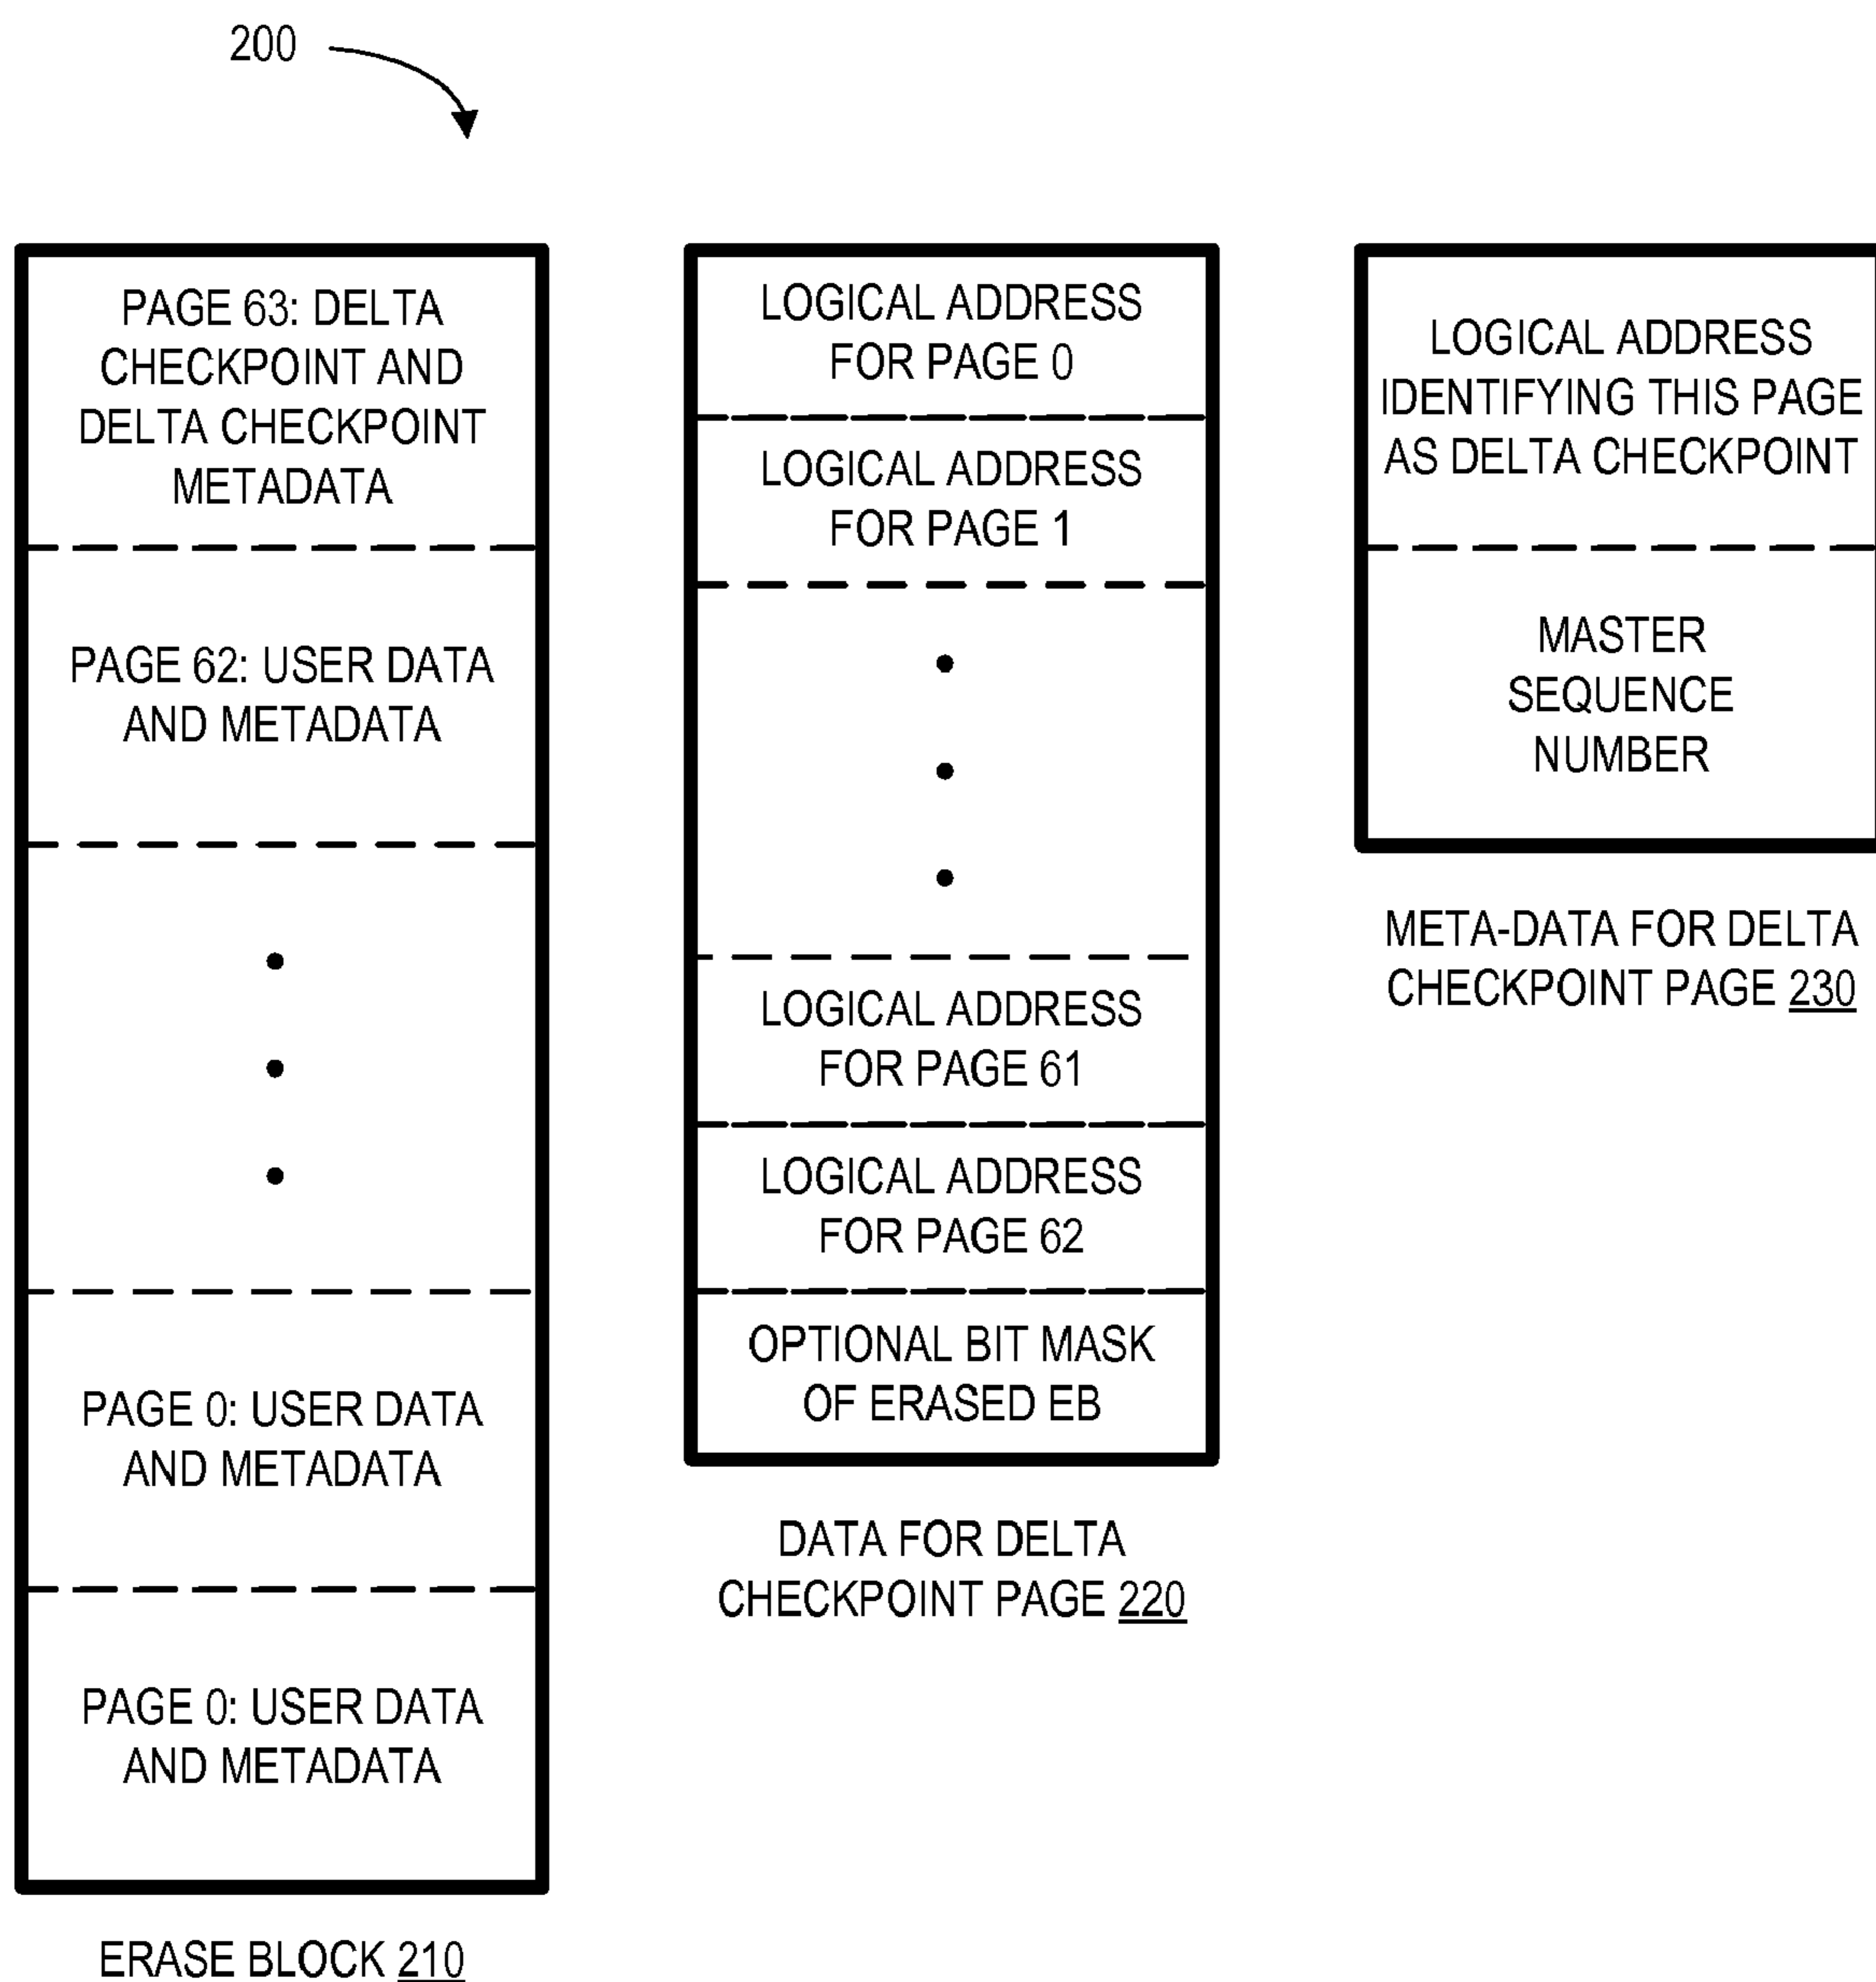 200
PAGE 63: DELTA
CHECKPOINT AND
DELTA CHECKPOINT
METADATA
PAGE 62: USER DATA
AND METADATA
PAGE 0: USER DATA
AND METADATA
PAGE 0: USER DATA
AND METADATA
ERASE BLOCK 210
LOGICAL ADDRESS
FOR PAGE 0
LOGICAL ADDRESS
FOR PAGE 1
LOGICAL ADDRESS
FOR PAGE 61
LOGICAL ADDRESS
FOR PAGE 62
OPTIONAL BIT MASK
OF ERASED EB
DATA FOR DELTA
CHECKPOINT PAGE 220
LOGICAL ADDRESS
IDENTIFYING THIS PAGE
AS DELTA CHECKPOINT
MASTER
SEQUENCE
NUMBER
META-DATA FOR DELTA
CHECKPOINT PAGE 230